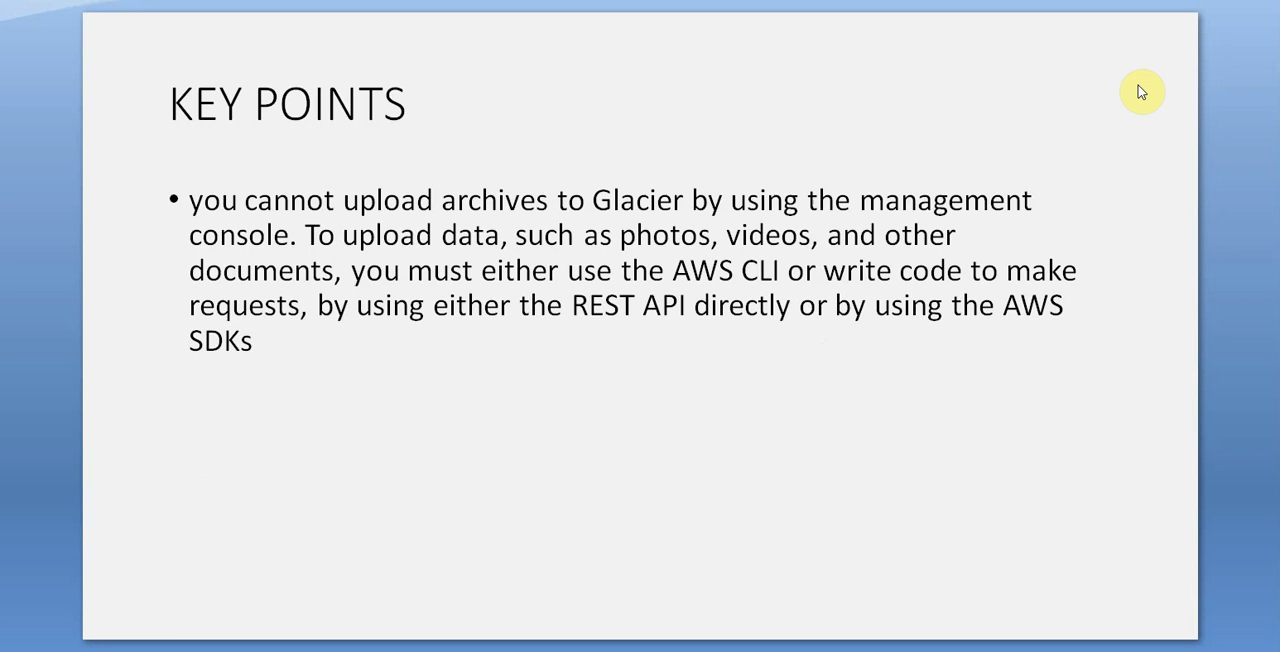 KEY POINTS
• you cannot upload archives to Glacier by using the management
console. To upload data, such as photos, videos, and other
documents, you must either use the AWS CLI or write code to make
requests, by using either the REST API directly or by using the AWS
SDKs